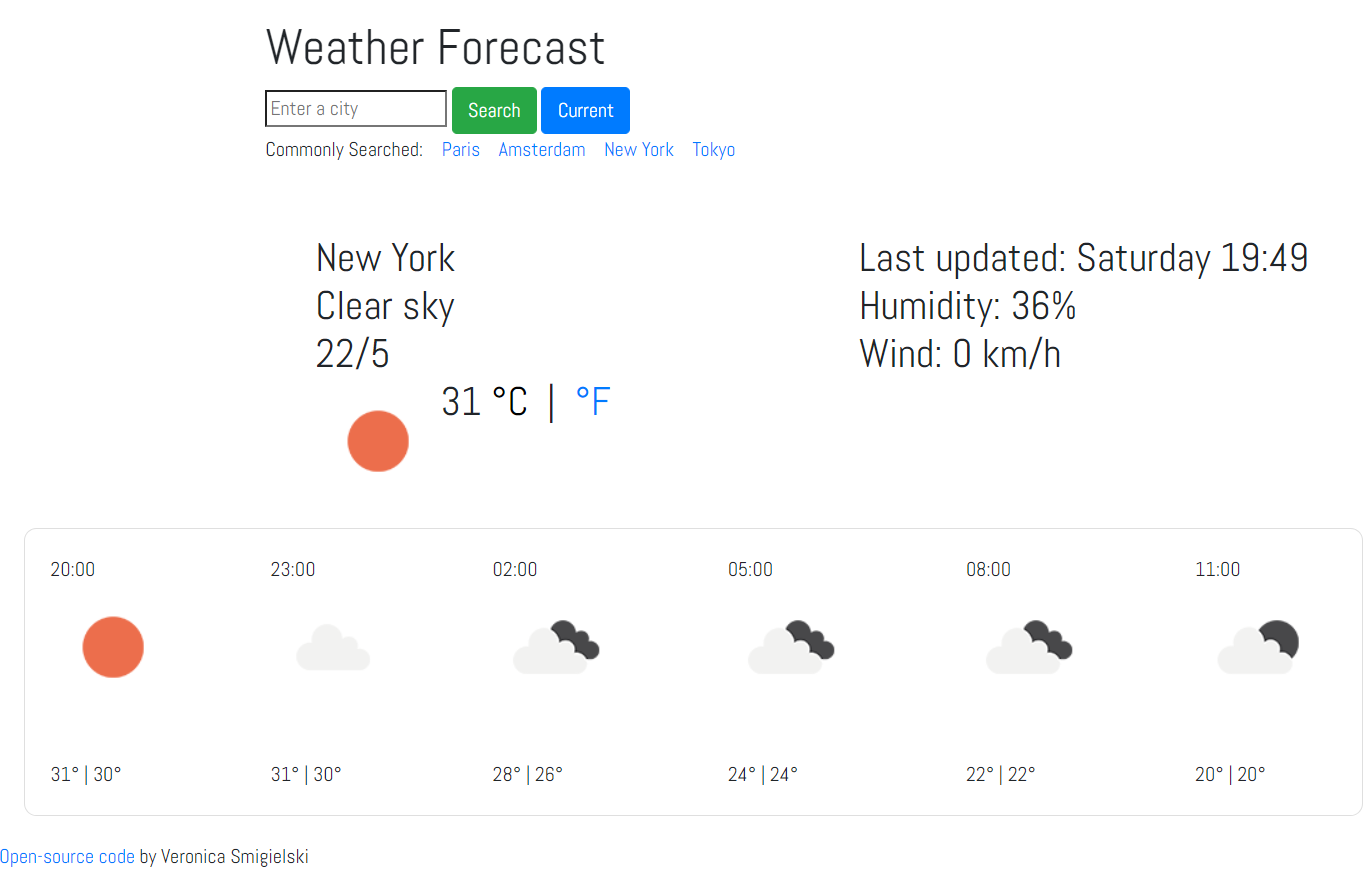 Weather Forecast
Enter a city Search Current
Commonly Searched: Paris Amsterdam New York Tokyo
New York
Clear sky
22/5
31 °C | °F
Last updated: Saturday 19:49
Humidity: 36%
Wind: 0 km/h
20:00 23:00 02:00 05:00 08:00 11:00
31° | 30° 31° | 30° 28° | 26° 24° | 24° 22° | 22° 20° | 20°
Open-source code by Veronica Smigielski